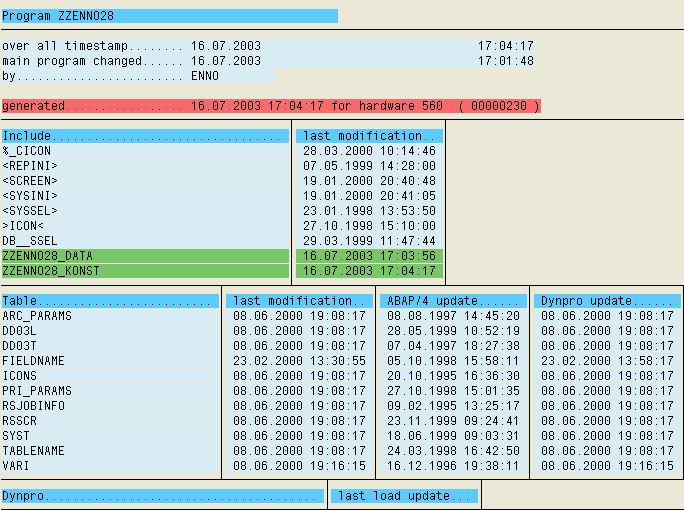 Program ZZENNO28
over all timestamp........ 16.07.2003 17:04:17
main program changed...... 16.07.2003 17:01:48
by........................ ENNO
generated................. 16.07.2003 17:04:17 for hardware 560 ( 00000230 )
Include................................ last modification..
%_CICON 28.03.2000 10:14:46
<REPINI> 07.05.1999 14:28:00
<SCREEN> 19.01.2000 20:40:48
<SYSINI> 19.01.2000 20:41:05
<SYSSEL> 23.01.1998 13:53:50
>ICON< 27.10.1998 15:10:00
DB__SSEL 29.03.1999 11:47:44
ZZENNO28_DATA 16.07.2003 17:03:56
ZZENNO28_KONST 16.07.2003 17:04:17
Table......................... last modification.. ABAP/4 update...... Dynpro update......
ARC_PARAMS 08.06.2000 19:08:17 08.08.1997 14:45:20 08.06.2000 19:08:17
DD03L 08.06.2000 19:08:17 28.05.1999 10:52:19 08.06.2000 19:08:17
DD03T 08.06.2000 19:08:17 07.04.1997 18:27:38 08.06.2000 19:08:17
FIELDNAME 23.02.2000 13:30:55 05.10.1998 15:58:11 23.02.2000 13:58:17
ICONS 08.06.2000 19:08:17 20.10.1995 16:36:30 08.06.2000 19:08:17
PRI_PARAMS 08.06.2000 19:08:17 27.10.1998 15:01:35 08.06.2000 19:08:17
RSJOBINFO 08.06.2000 19:08:17 09.02.1995 13:25:17 08.06.2000 19:08:17
RSSCR 08.06.2000 19:08:17 23.11.1999 09:24:41 08.06.2000 19:08:17
SYST 08.06.2000 19:08:17 18.06.1999 09:03:31 08.06.2000 19:08:17
TABLENAME 08.06.2000 19:08:17 24.03.1998 16:42:50 08.06.2000 19:08:17
VARI 08.06.2000 19:16:15 16.12.1996 19:38:11 08.06.2000 19:16:15
Dynpro........................................ last load update...